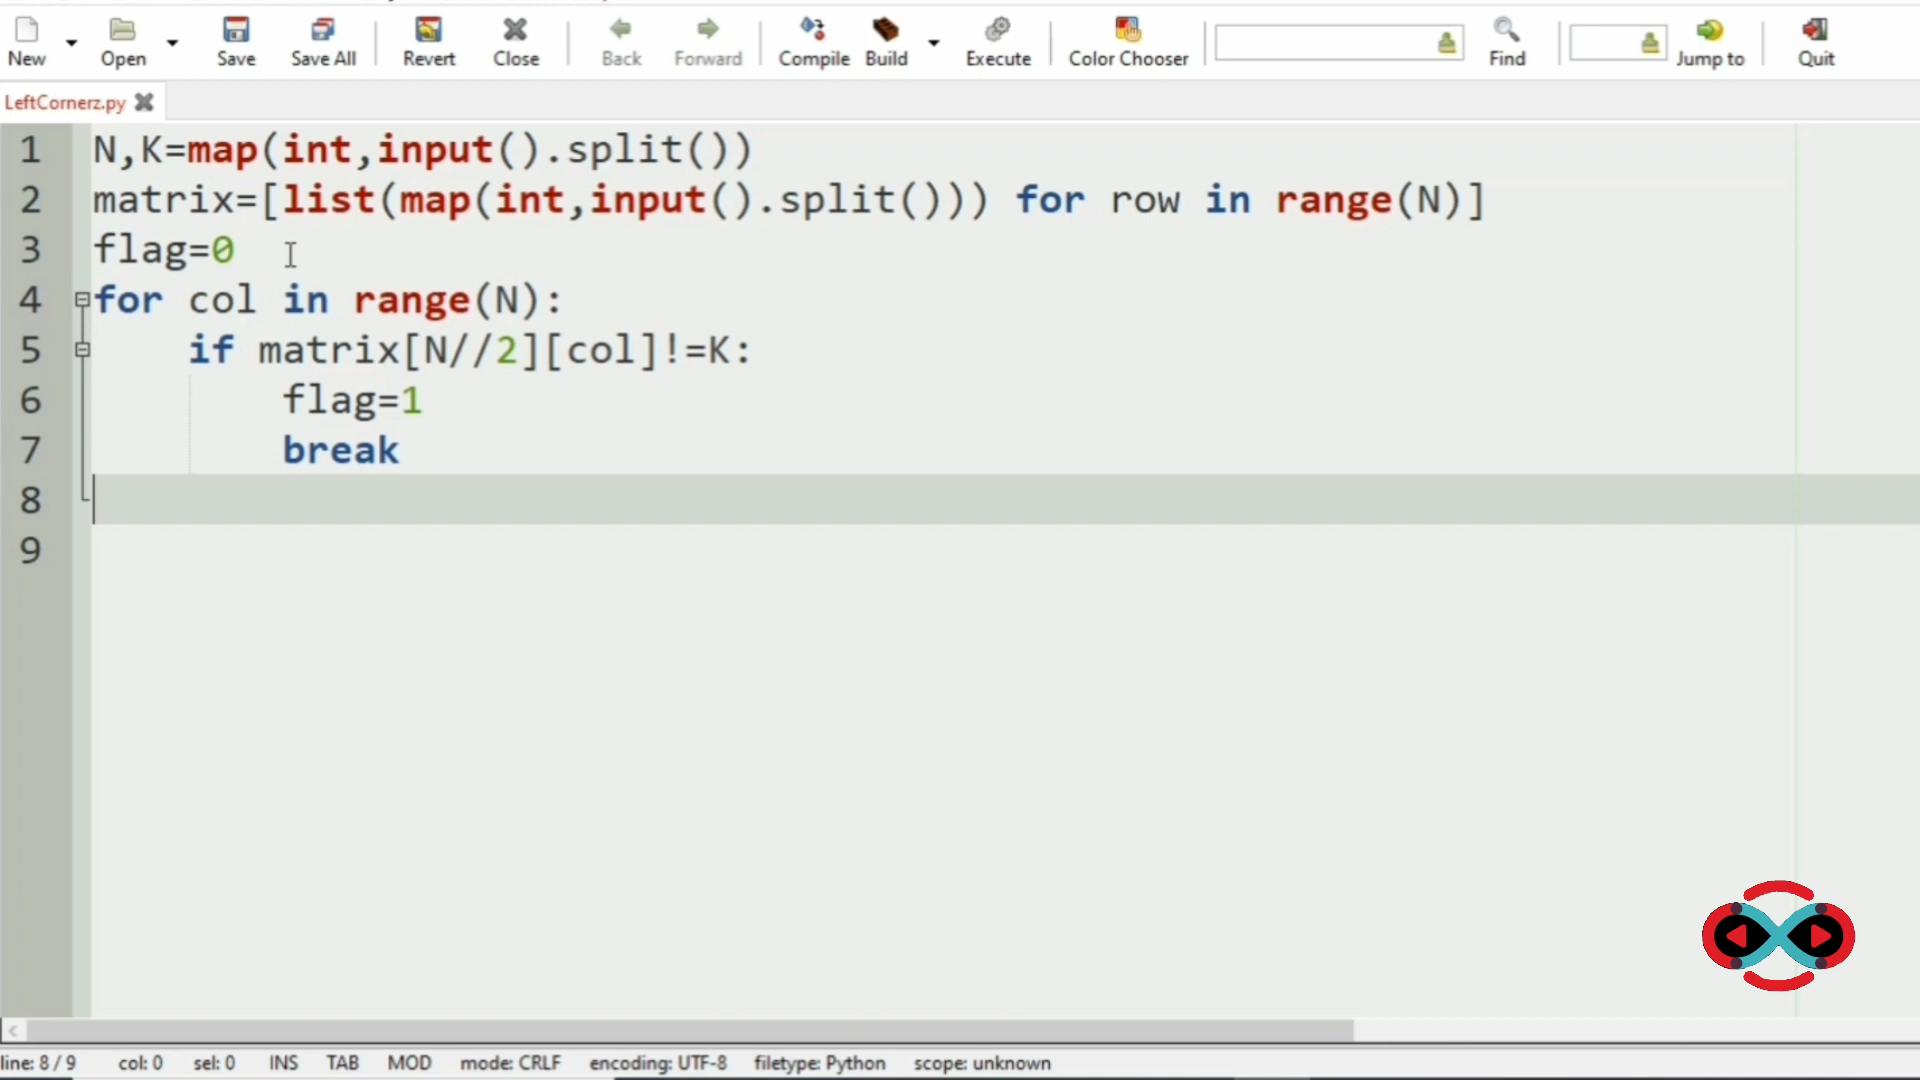 New Open Save Save All Revert Close Back Forward Compile Build Execute Color Chooser Find Jump to Quit
LeftCornerz.py
1 N,K=map(int,input().split())
2 matrix=[list(map(int,input().split())) for row in range(N)]
3 flag=0
4 for col in range(N):
5 if matrix[N//2][col]!=K:
6 flag=1
7 break
8
9
line: 8 / 9 col: 0 sel: 0 INS TAB MOD mode: CRLF encoding: UTF-8 filetype: Python scope: unknown